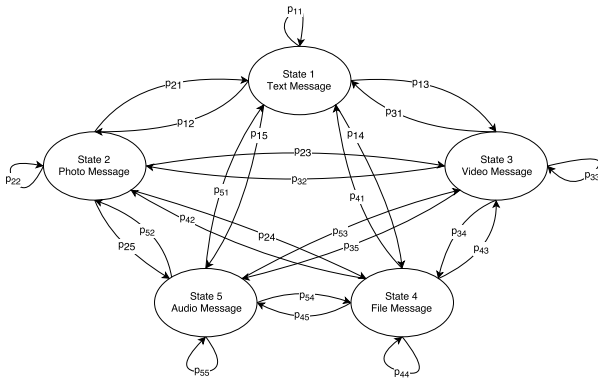 p11
State 1
Text Message
p21
p13
p12
p31
p15
p14
State 2
Photo Message
p23
State 3
Video Message
p22
p32
p33
p51
p41
p42
p24
p53
p52
p34
p25
p35
p43
State 5
Audio Message
p54
State 4
File Message
p45
p55
p44